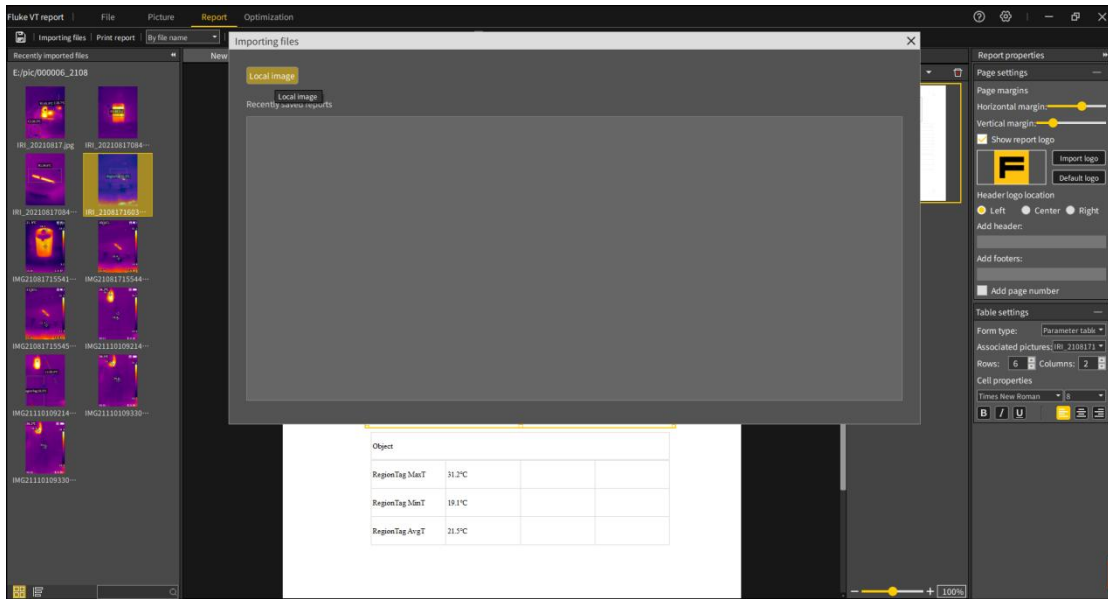 Fluke VT report
File
Picture
Report
Optimization
Importing files
Print report
By file name
Recently imported files
New
E:/pic/000006_2108
IRI_20210817.jpg
IRI_20210817084···
IRI_20210817084···
IRI_2108171603···
IMG21081715541···
IMG21081715544···
IMG21081715545···
IMG21110109214···
IMG21110109214···
IMG21110109330···
IMG21110109330···
Importing files
Local image
Local image
Recently saved reports
Object
RegionTag MaxT 31.2°C
RegionTag MinT 19.1°C
RegionTag AvgT 21.5°C
100%
Report properties
Page settings
Page margins
Horizontal margin:
Vertical margin:
Show report logo
F
Import logo
Default logo
Header logo location
Left Center Right
Add header:
Add footers:
Add page number
Table settings
Form type: Parameter table
Associated pictures: IRI_2108171
Rows: 6 Columns: 2
Cell properties
Times New Roman 8
B I U